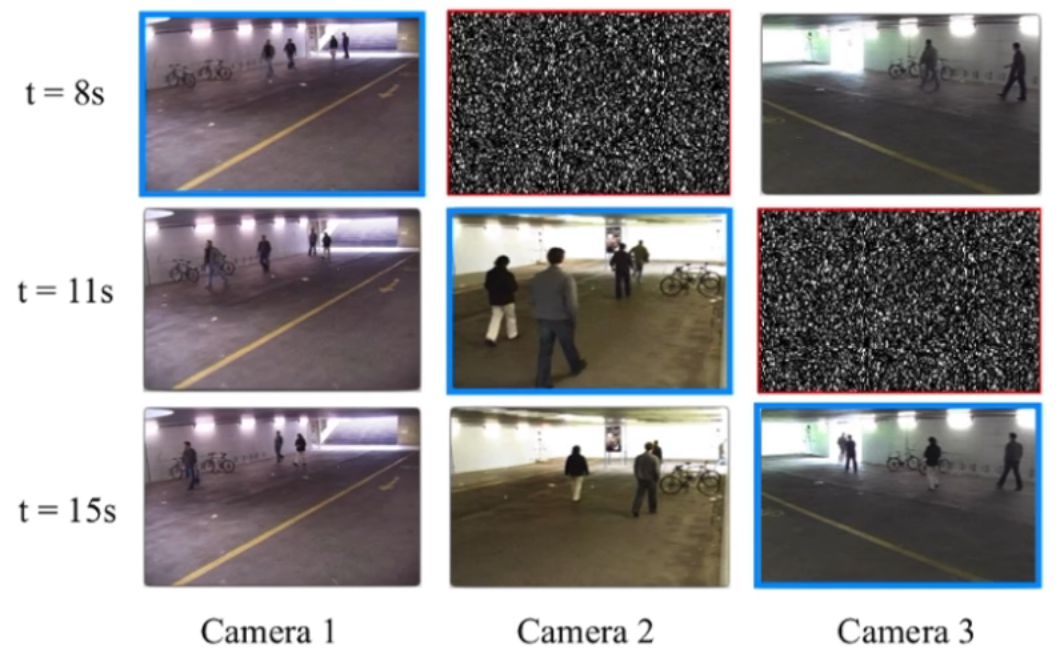 t = 8s
t = 11s
t = 15s
Camera 1
Camera 2
Camera 3